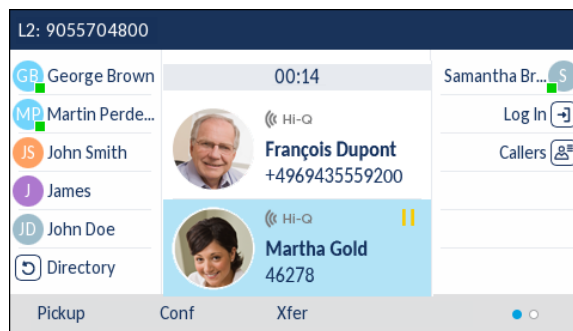 L2: 9055704800
GB George Brown
MP Martin Perde...
JS John Smith
J James
JD John Doe
Directory
00:14
Hi-Q
François Dupont
+4969435559200
Hi-Q
Martha Gold
46278
Samantha Br... S
Log In
Callers
Pickup Conf Xfer